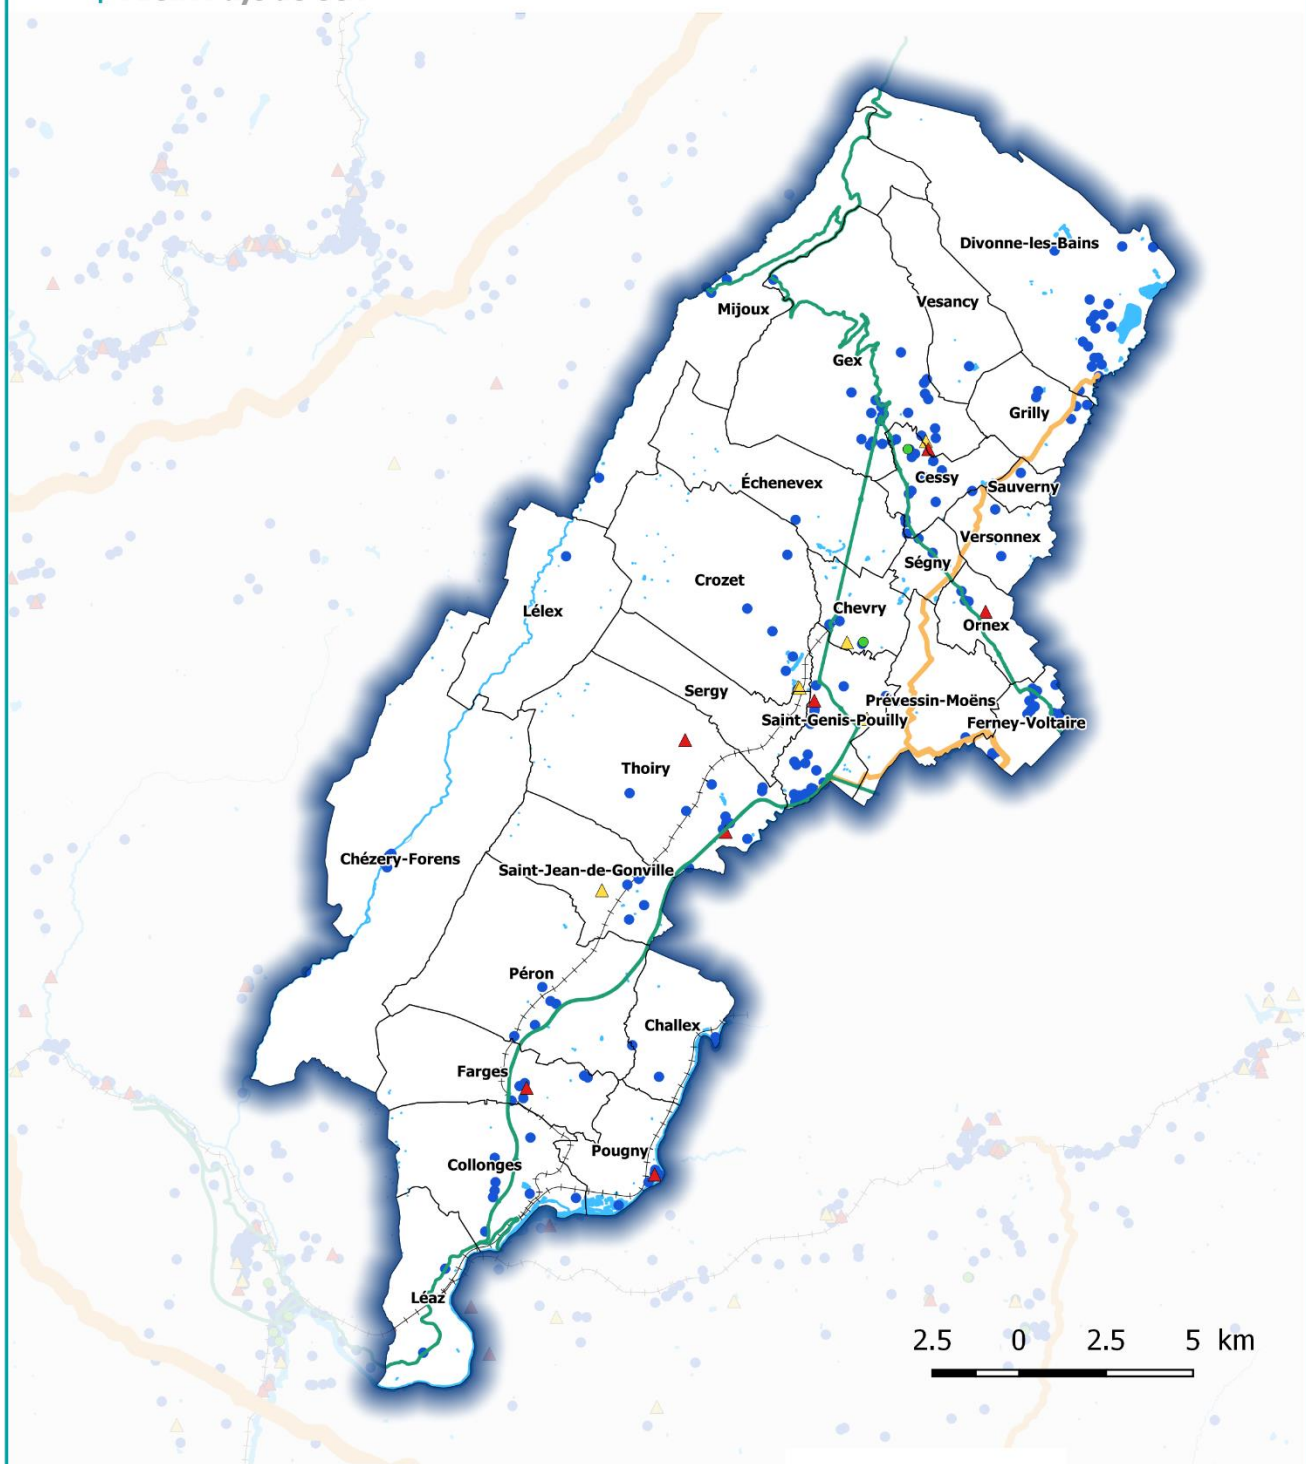 Divonne-les-Bains
Vesancy
Mijoux
Gex
Grilly
Cessy
Échenevex
Sauverny
Versonnex
Ségny
Crozet
Lélex
Chevry
Ornex
Sergy
Prévessin-Moëns
Saint-Genis-Pouilly
Ferney-Voltaire
Thoiry
Chézery-Forens
Saint-Jean-de-Gonville
Péron
Challex
Farges
Pougny
Collonges
Léaz
2.5 0 2.5 5 km